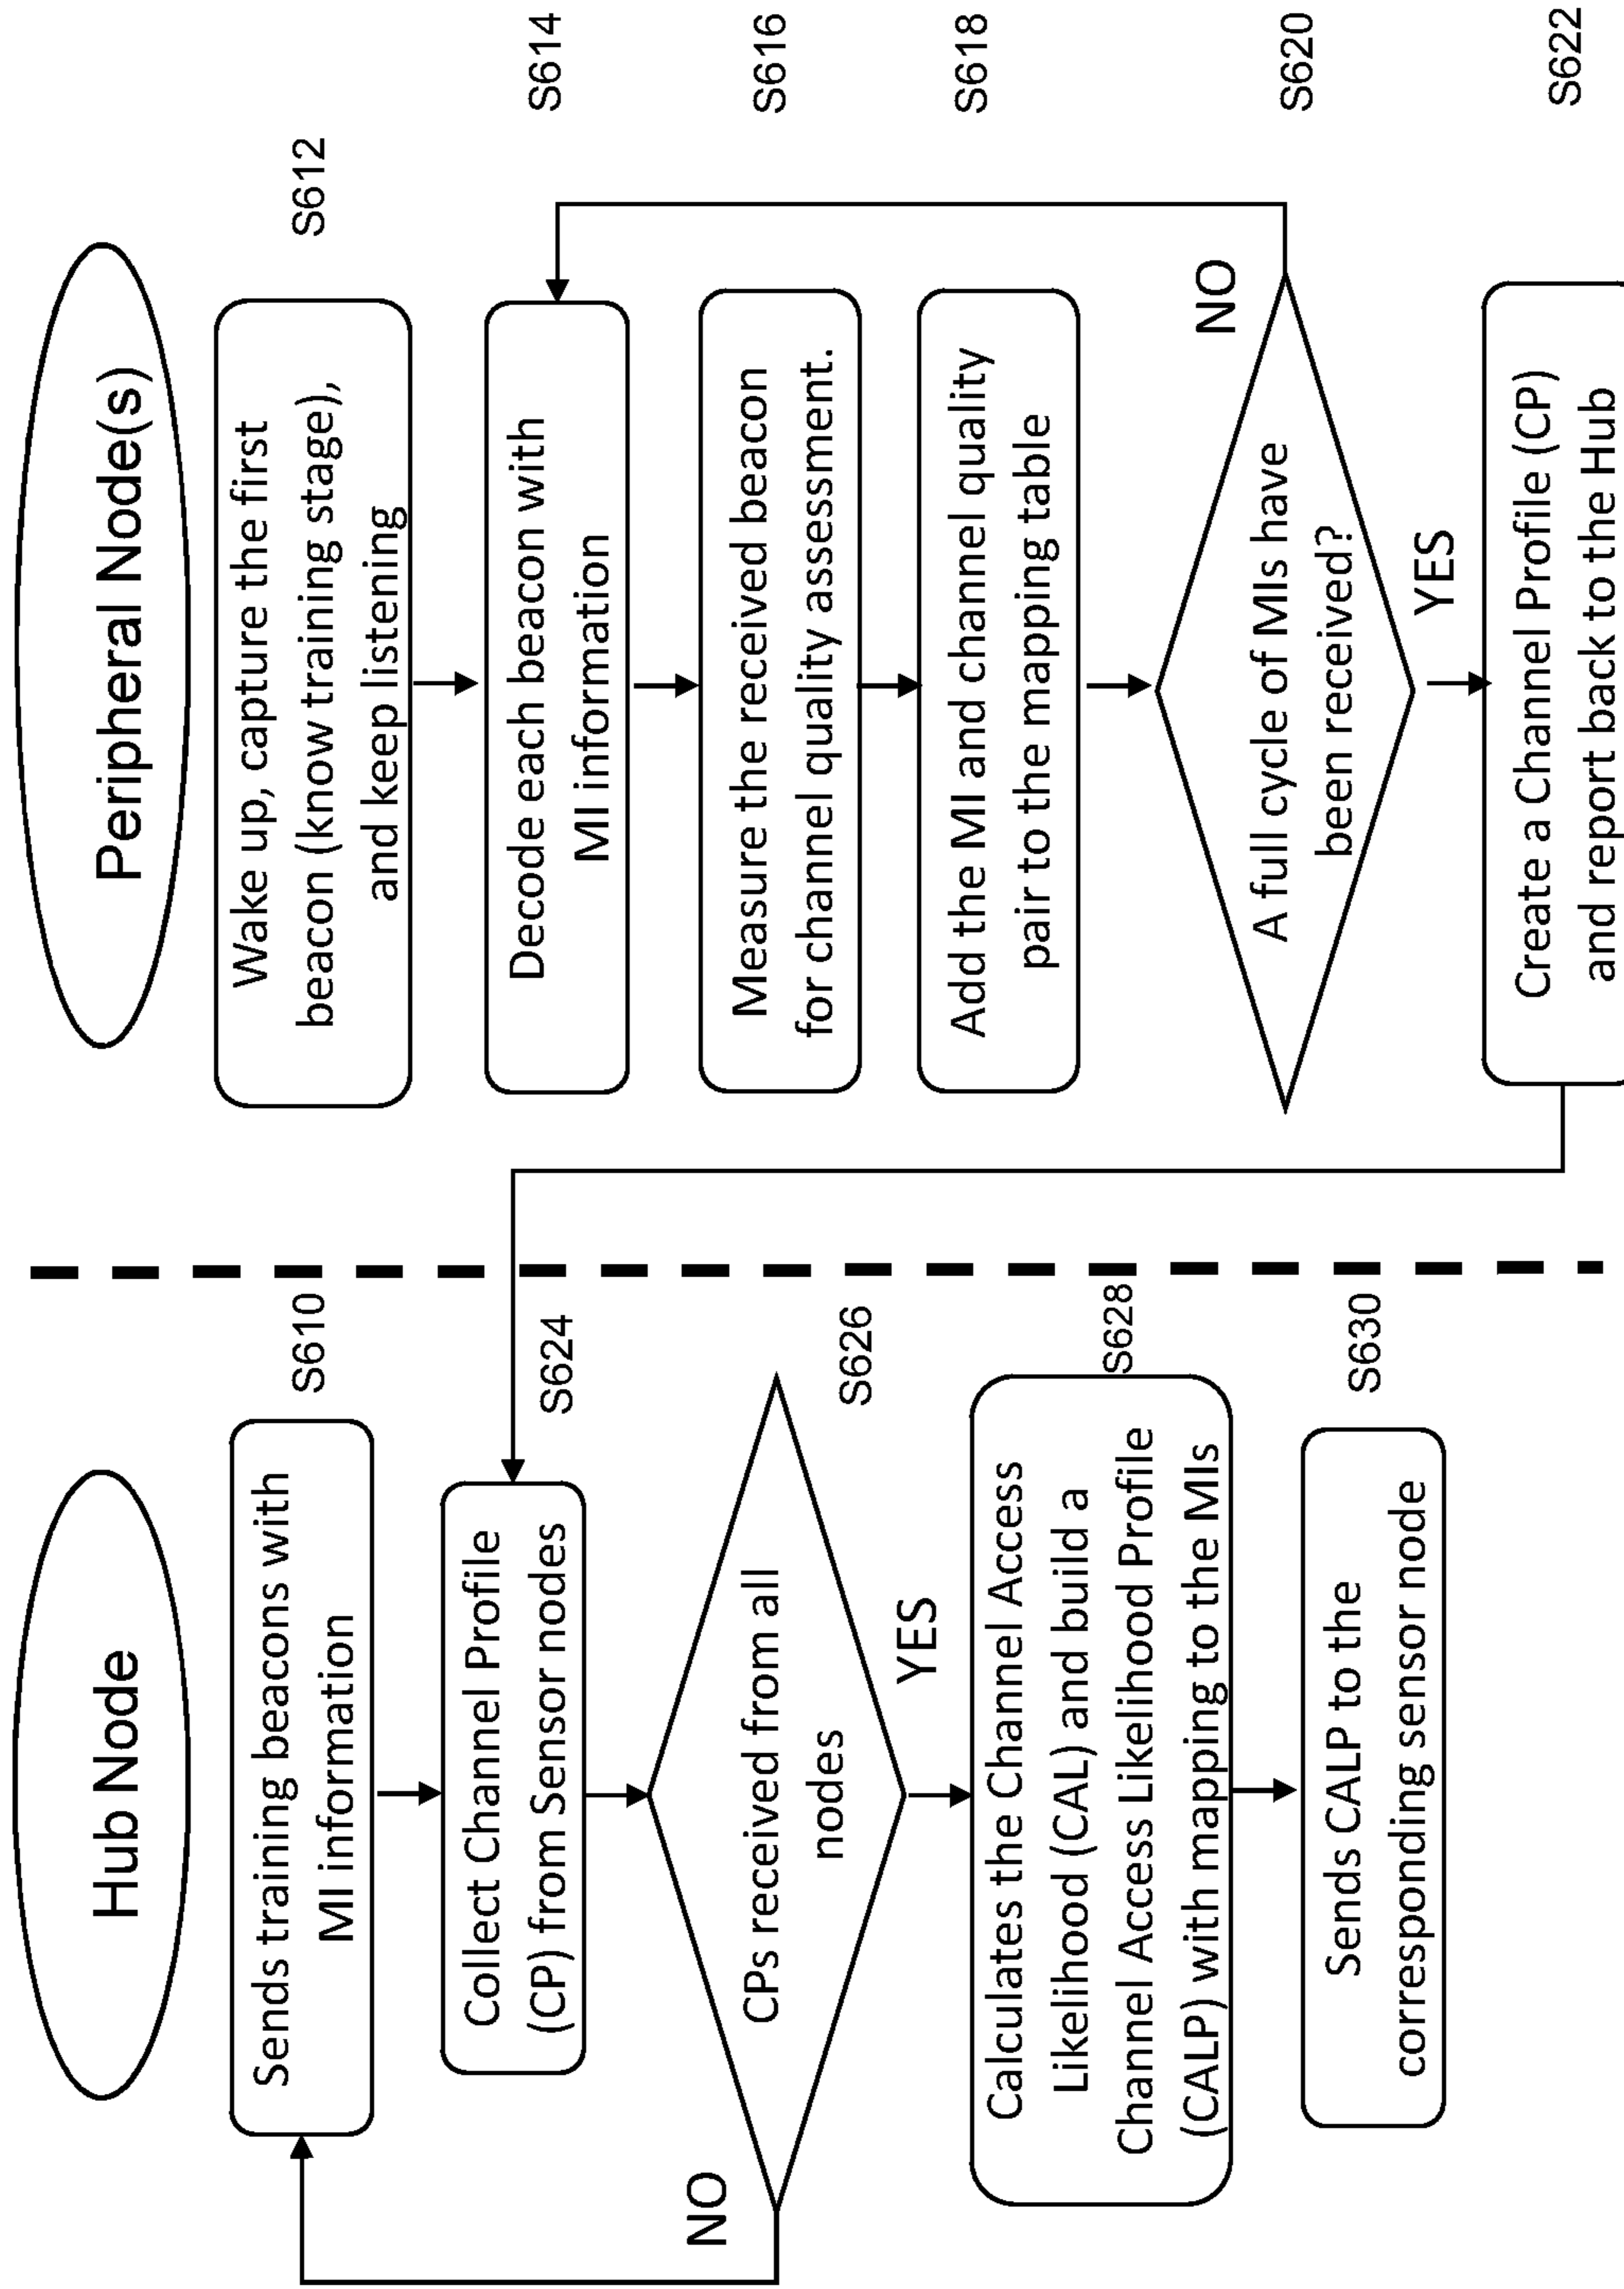 Hub Node
S610
Sends training beacons with
MI information
S624
Collect Channel Profile
(CP) from Sensor nodes
S626
CPs received from all
nodes
NO
YES
S628
Calculates the Channel Access
Likelihood (CAL) and build a
Channel Access Likelihood Profile
(CALP) with mapping to the MIs
S630
Sends CALP to the
corresponding sensor node
Peripheral Node(s)
S612
Wake up, capture the first
beacon (know training stage),
and keep listening
S614
Decode each beacon with
MI information
S616
Measure the received beacon
for channel quality assessment.
S618
Add the MI and channel quality
pair to the mapping table
S620
A full cycle of MIs have
been received?
NO
YES
S622
Create a Channel Profile (CP)
and report back to the Hub